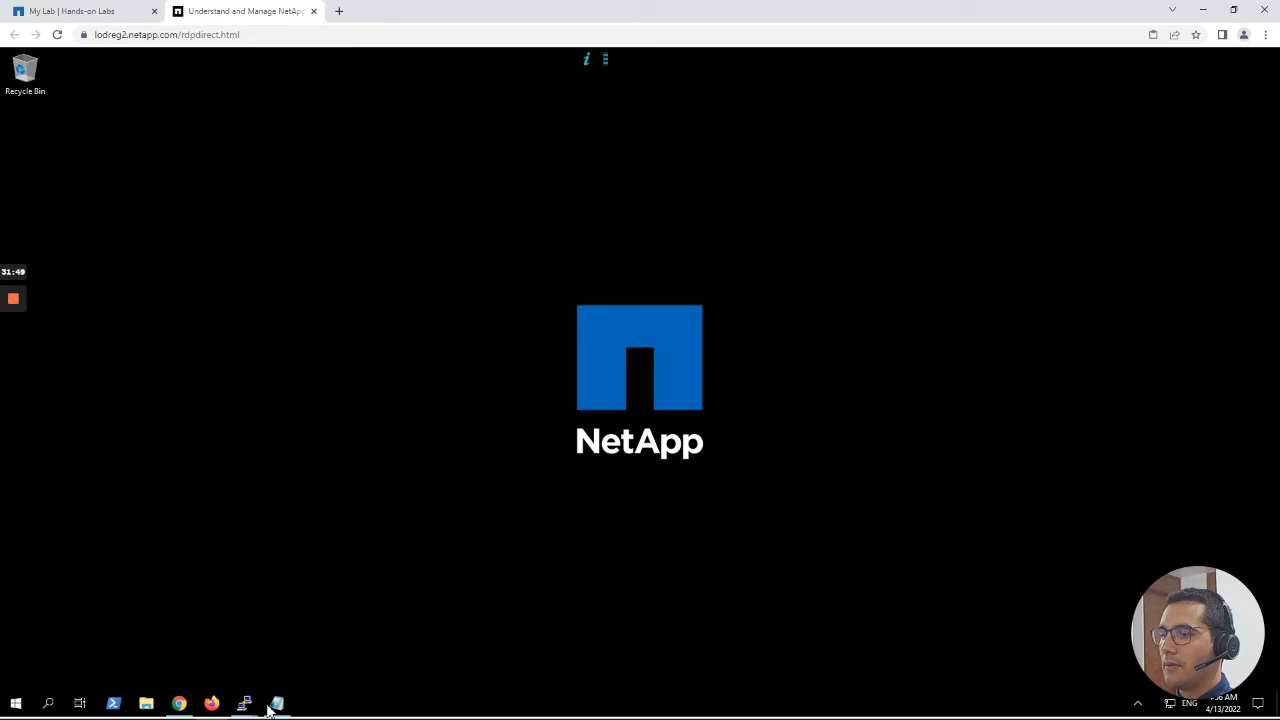 My Lab | Hands-on Labs
Understand and Manage NetApp
lodreg2.netapp.com/rdpdirect.html
Recycle Bin
31:49
NetApp
ENG
4/13/2022